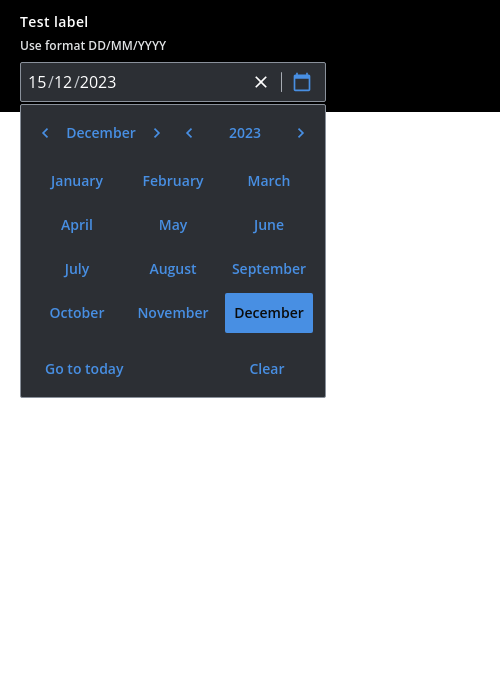 Test label
Use format DD/MM/YYYY
15/12/2023
December 2023
January February March
April May June
July August September
October November December
Go to today Clear